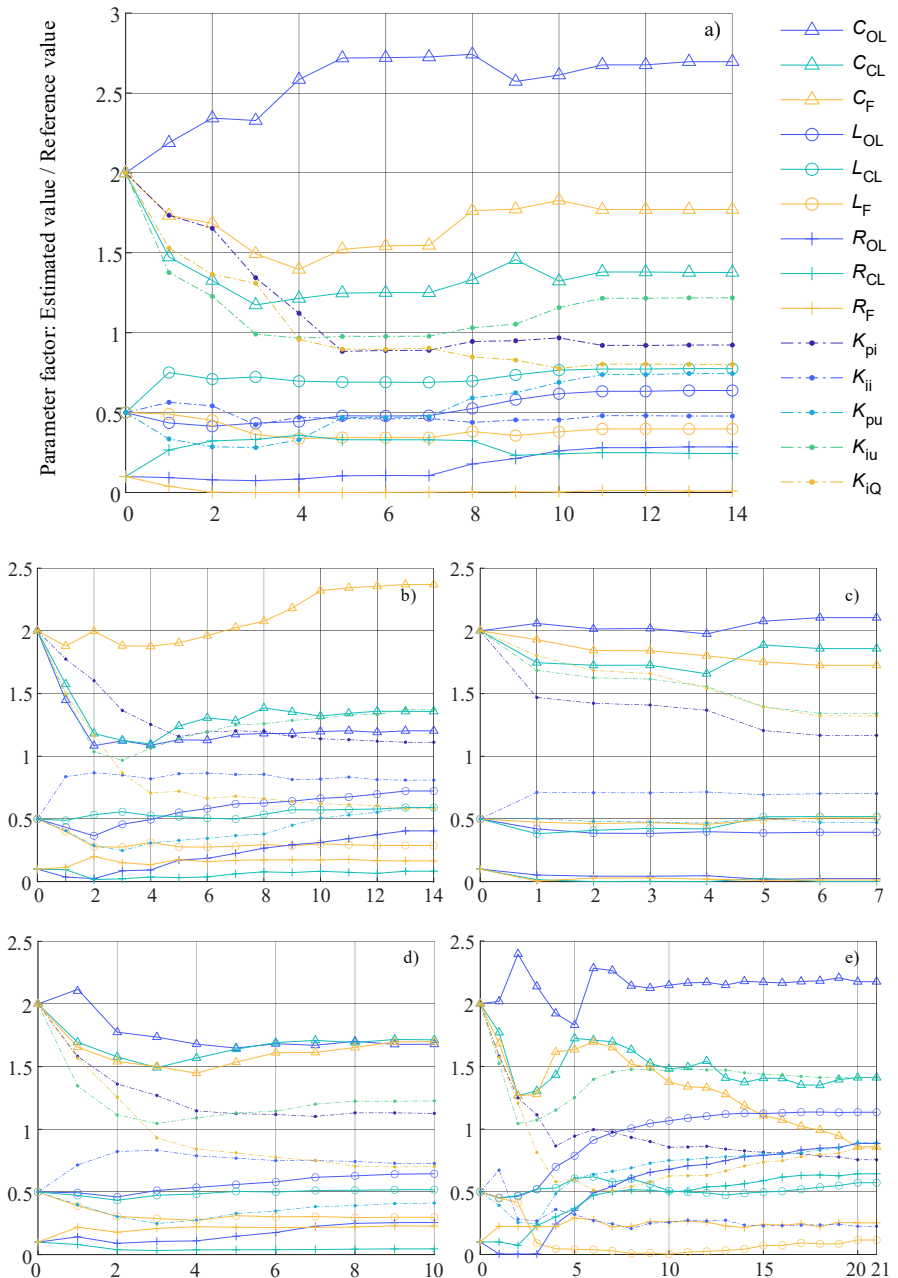 Parameter factor: Estimated value / Reference value
3
2.5
2
1.5
1
0.5
0
a)
0 2 4 6 8 10 12 14
C_OL
C_CL
C_F
L_OL
L_CL
L_F
R_OL
R_CL
R_F
K_pi
K_ii
K_pu
K_iu
K_iQ
2.5
2
1.5
1
0.5
0
b)
0 2 4 6 8 10 12 14
2.5
2
1.5
1
0.5
0
c)
0 1 2 3 4 5 6 7
2.5
2
1.5
1
0.5
0
d)
0 2 4 6 8 10
2.5
2
1.5
1
0.5
0
e)
0 5 10 15 20 21